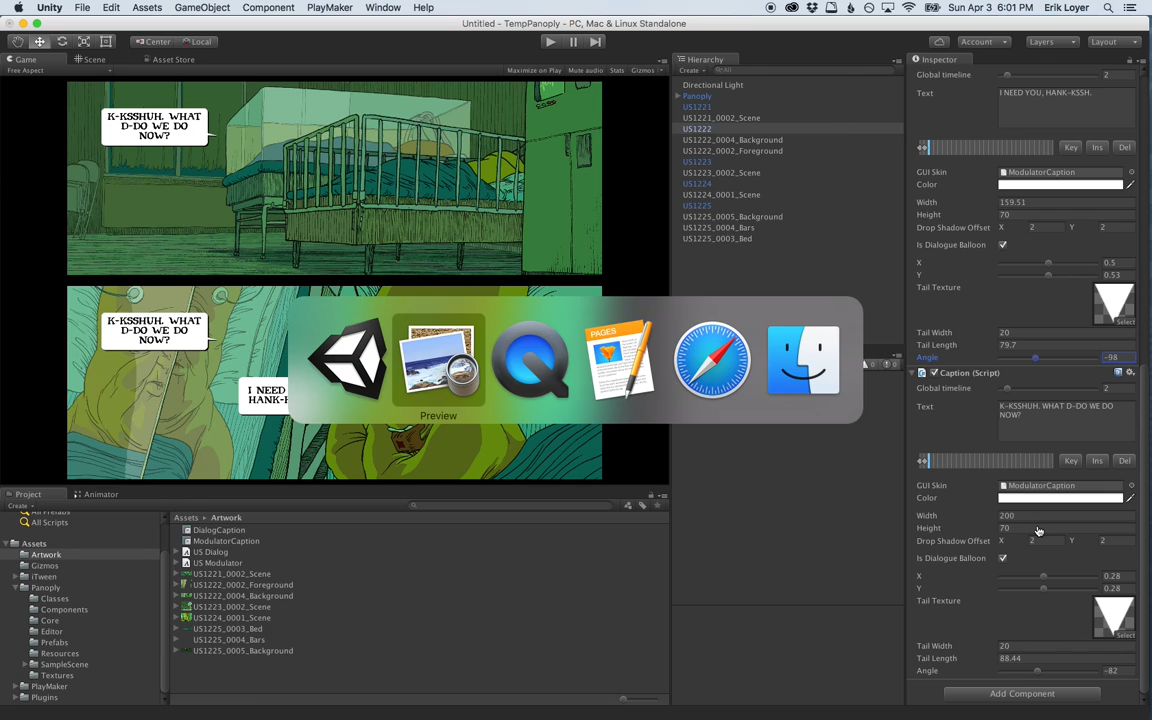 Unity File Edit Assets GameObject Component PlayMaker Window Help Sun Apr 3 6:01 PM Erik Loyer
Untitled - TempPanoply - PC, Mac & Linux Standalone
Center Local Account Layers Layout
Game Scene Asset Store
Free Aspect Maximize on Play Mute audio Stats Gizmos
K-KSSHUH. WHAT
D-DO WE DO
NOW?
K-KSSHUH. WHAT
D-DO WE DO
NOW?
I NEED
HANK-K
Hierarchy
Create All
Directional Light
Panoply
US1221
US1221_0002_Scene
US1222
US1222_0004_Background
US1222_0002_Foreground
US1223
US1223_0002_Scene
US1224
US1224_0001_Scene
US1225
US1225_0005_Background
US1225_0004_Bars
US1225_0003_Bed
0 0
Preview
PAGES
Project Animator
Create
All Prefabs
All Scripts
Assets
Artwork
Gizmos
iTween
Panoply
Classes
Components
Core
Editor
Prefabs
Resources
SampleScene
Textures
PlayMaker
Plugins
Assets Artwork
DialogCaption
ModulatorCaption
US Dialog
US Modulator
US1221_0002_Scene
US1222_0002_Foreground
US1222_0004_Background
US1223_0002_Scene
US1224_0001_Scene
US1225_0003_Bed
US1225_0004_Bars
US1225_0005_Background
Inspector
Global timeline 2
Text I NEED YOU, HANK-KSSH.
Key Ins Del
GUI Skin ModulatorCaption
Color
Width 159.51
Height 70
Drop Shadow Offset X 2 Y 2
Is Dialogue Balloon
X 0.5
Y 0.53
Tail Texture
Select
Tail Width 20
Tail Length 79.7
Angle -98
Caption (Script)
Global timeline 2
Text K-KSSHUH. WHAT D-DO WE DO
NOW?
Key Ins Del
GUI Skin ModulatorCaption
Color
Width 200
Height 70
Drop Shadow Offset X 2 Y 2
Is Dialogue Balloon
X 0.28
Y 0.28
Tail Texture
Select
Tail Width 20
Tail Length 88.44
Angle -82
Add Component